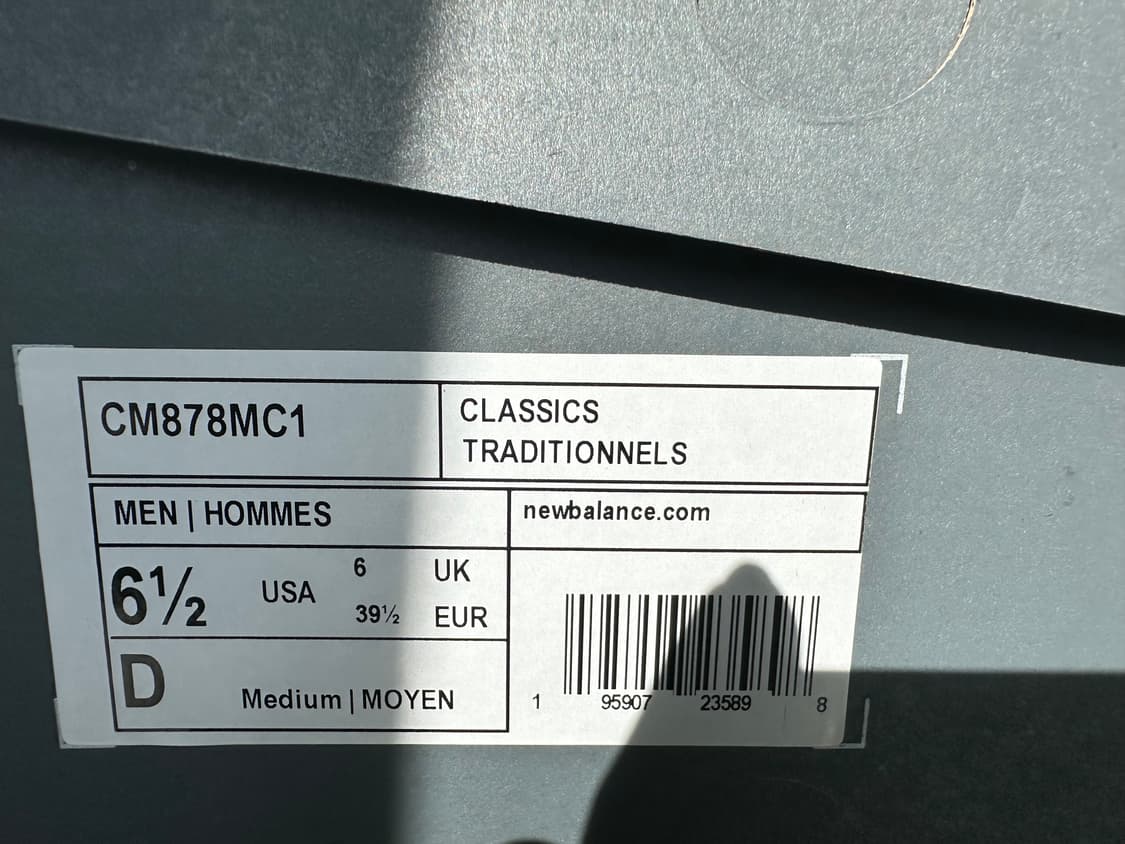 CM878MC1
CLASSICS
TRADITIONNELS
MEN | HOMMES
newbalance.com
6½ USA 6 UK
39½ EUR
D Medium | MOYEN
1 95907 23589 8